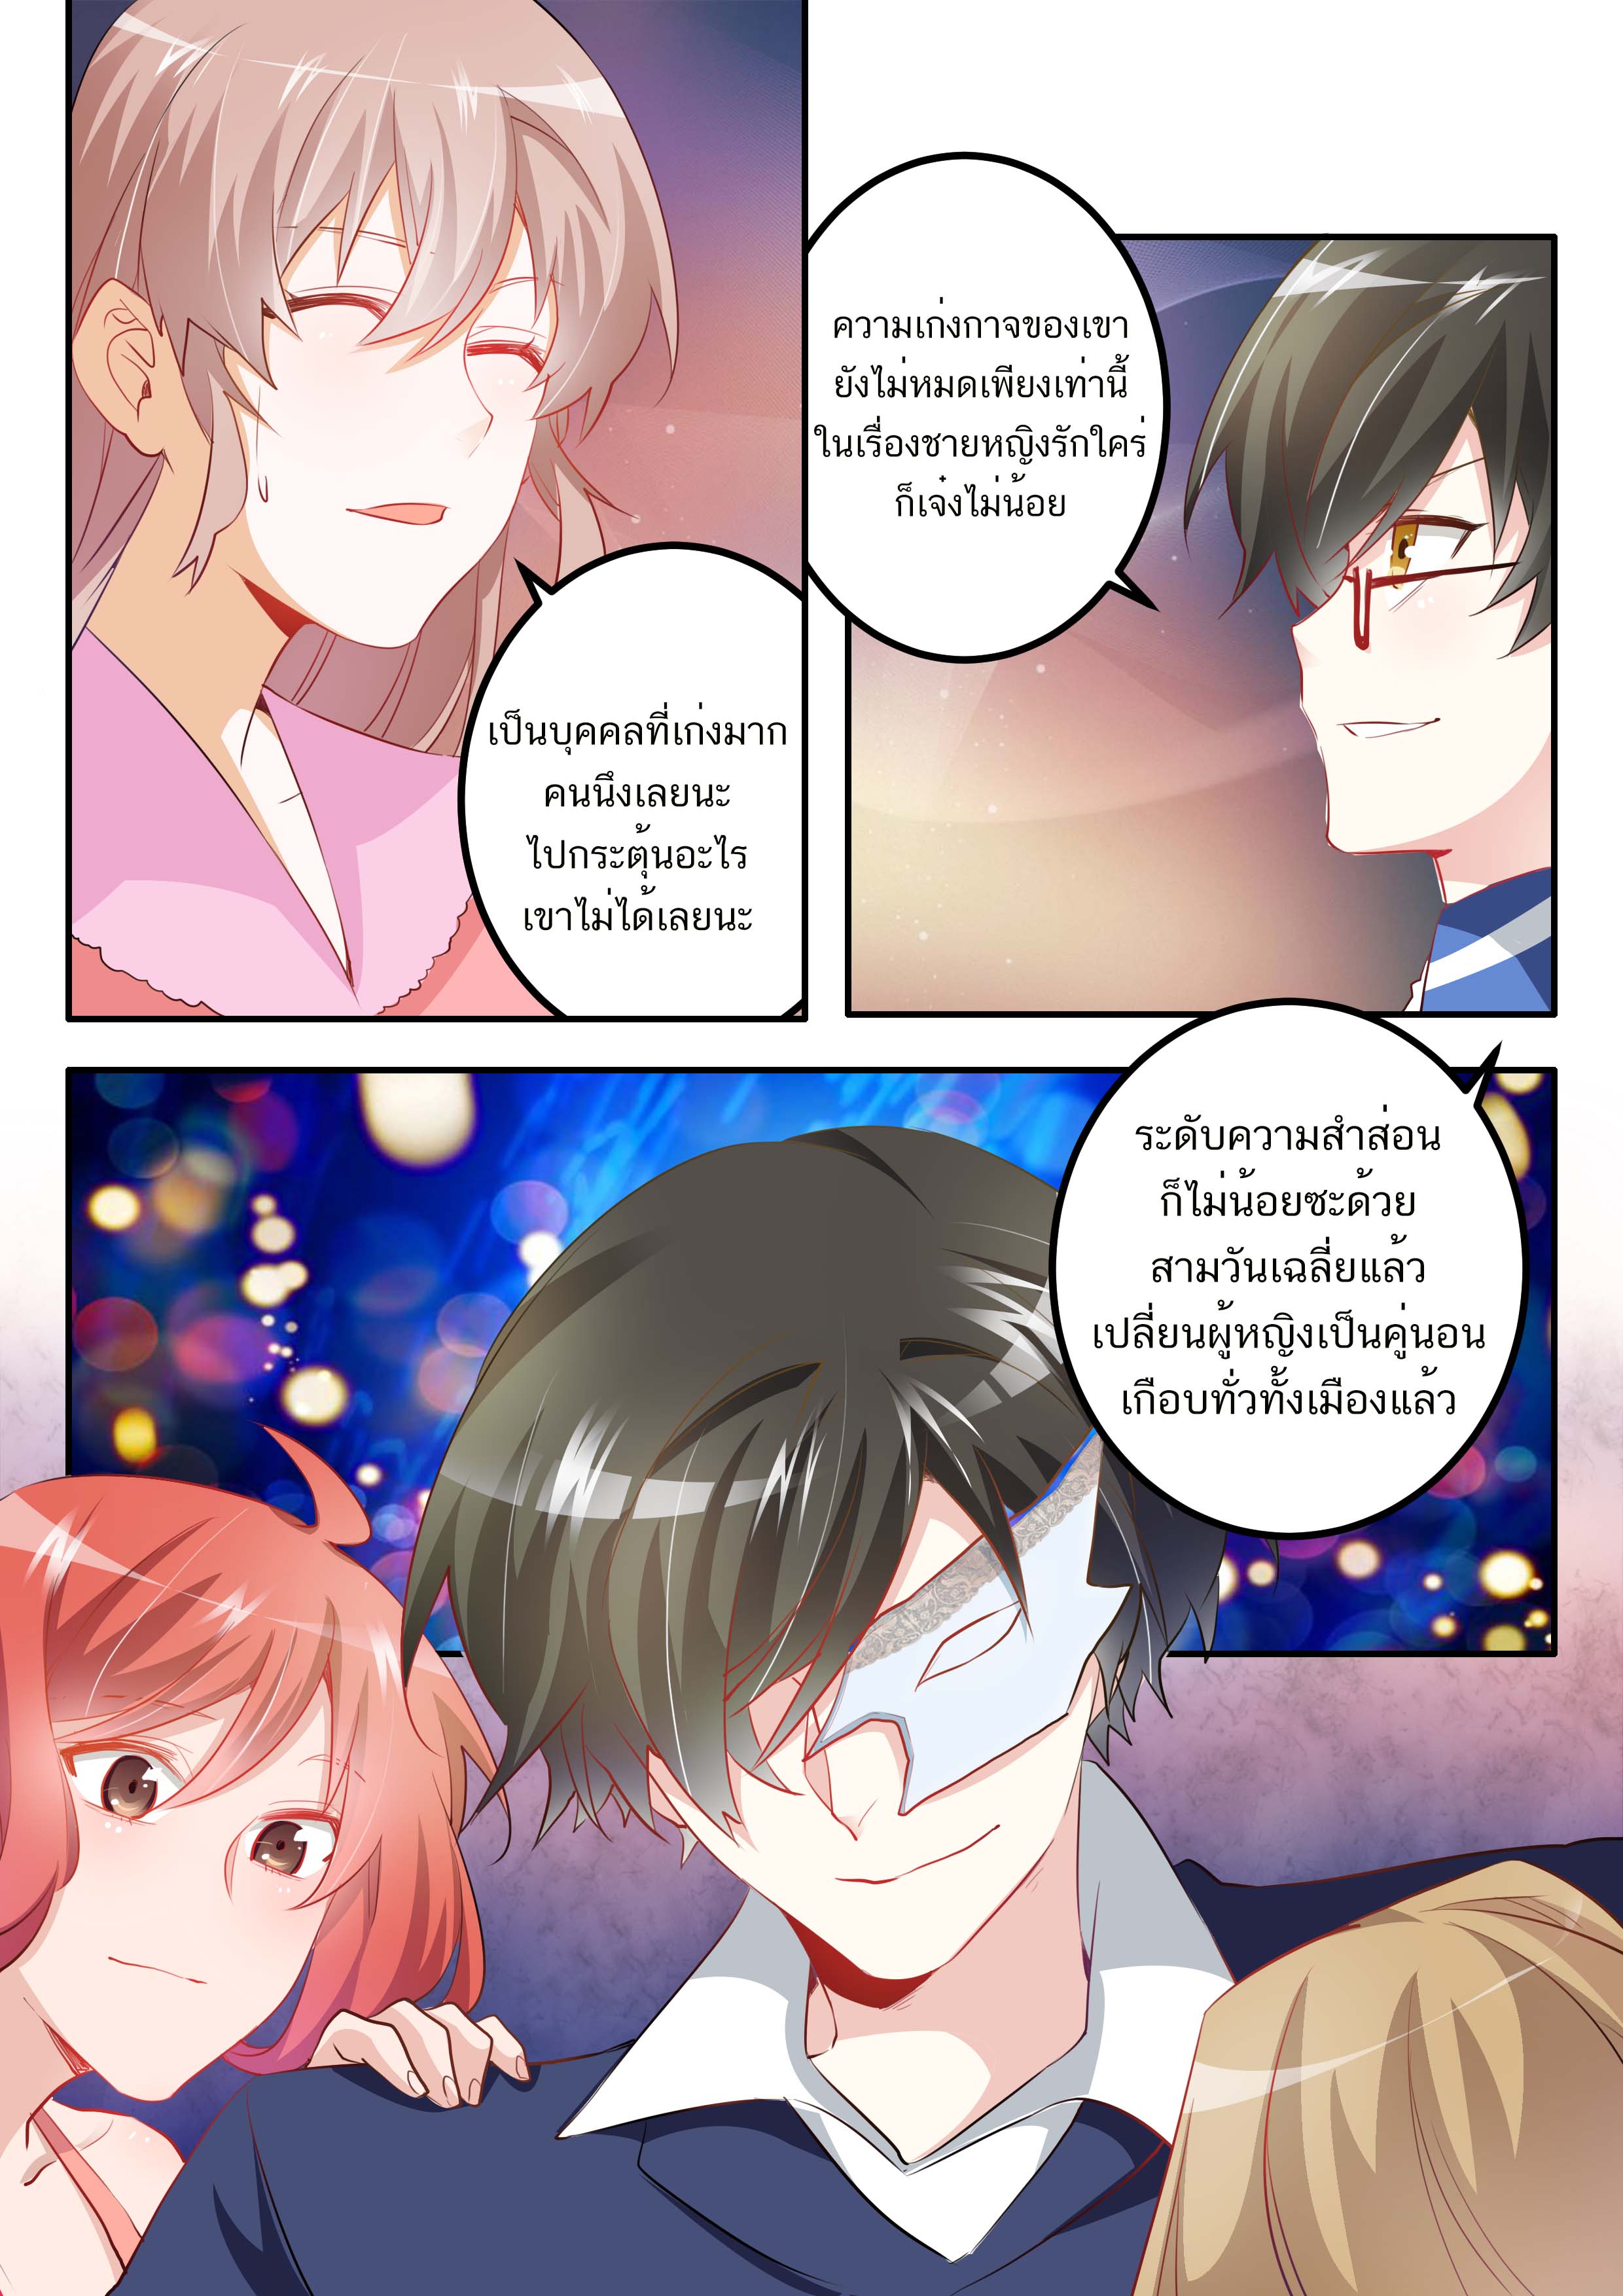 เป็นบุคคลที่เก่งมาก
คนนึงเลยนะ
ไปกระตุ้นอะไร
เขาไม่ได้เลยนะ
ความเก่งกาจของเขา
ยังไม่หมดเพียงเท่านี้
ในเรื่องชายหญิงรักใคร่
ก็เจ๋งไม่น้อย
ระดับความสำส่อน
ก็ไม่น้อยซะด้วย
สามวันเฉลี่ยแล้ว
เปลี่ยนผู้หญิงเป็นคู่นอน
เกือบทั่วทั้งเมืองแล้ว